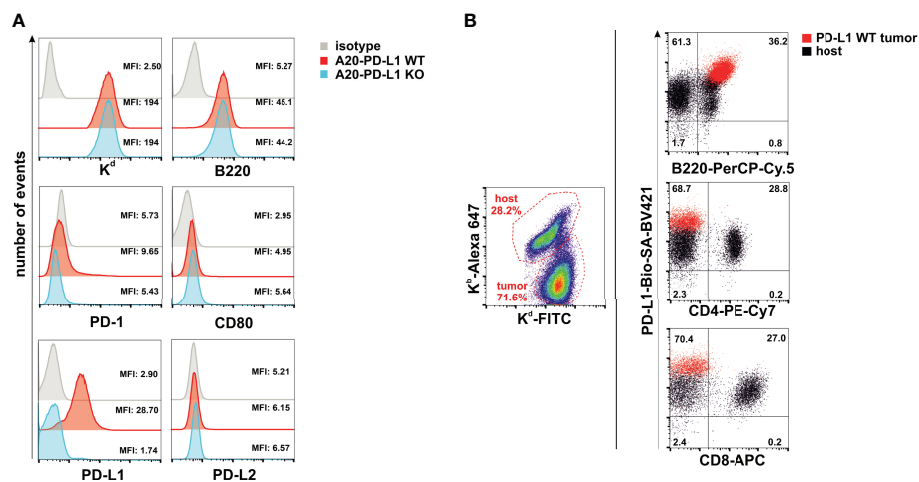 A
isotype
A20-PD-L1 WT
A20-PD-L1 KO
number of events
MFI: 2.50
MFI: 194
MFI: 194
Kd
MFI: 5.27
MFI: 45.1
MFI: 44.2
B220
MFI: 5.73
MFI: 9.65
MFI: 5.43
PD-1
MFI: 2.95
MFI: 4.95
MFI: 5.64
CD80
MFI: 2.90
MFI: 28.70
MFI: 1.74
PD-L1
MFI: 5.21
MFI: 6.15
MFI: 6.57
PD-L2
B
host
28.2%
tumor
71.6%
Kb-Alexa 647
Kd-FITC
PD-L1-Bio-SA-BV421
PD-L1 WT tumor
host
61.3 36.2
1.7 0.8
B220-PerCP-Cy.5
68.7 28.8
2.3 0.2
CD4-PE-Cy7
70.4 27.0
2.4 0.2
CD8-APC